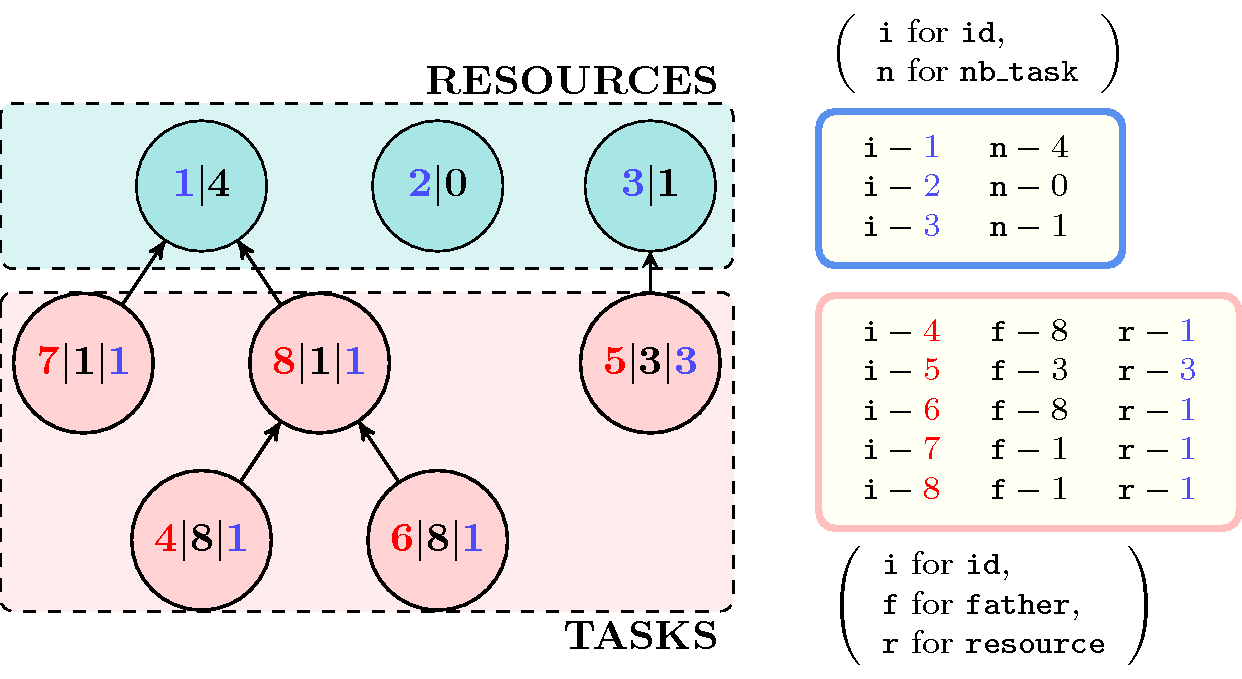 RESOURCES
1|4
2|0
3|1
7|1|1
8|1|1
5|3|3
4|8|1
6|8|1
TASKS
i for id,
n for nb_task
i – 1 n – 4
i – 2 n – 0
i – 3 n – 1
i – 4 f – 8 r – 1
i – 5 f – 3 r – 3
i – 6 f – 8 r – 1
i – 7 f – 1 r – 1
i – 8 f – 1 r – 1
i for id,
f for father,
r for resource